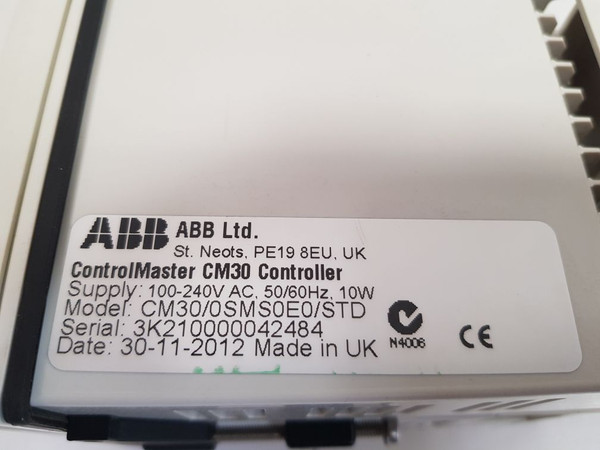 ABB ABB Ltd.
St. Neots, PE19 8EU, UK
ControlMaster CM30 Controller
Supply: 100-240V AC, 50/60Hz, 10W
Model: CM30/0SMS0E0/STD
Serial: 3K210000042484
Date: 30-11-2012 Made in UK
N4006
CE